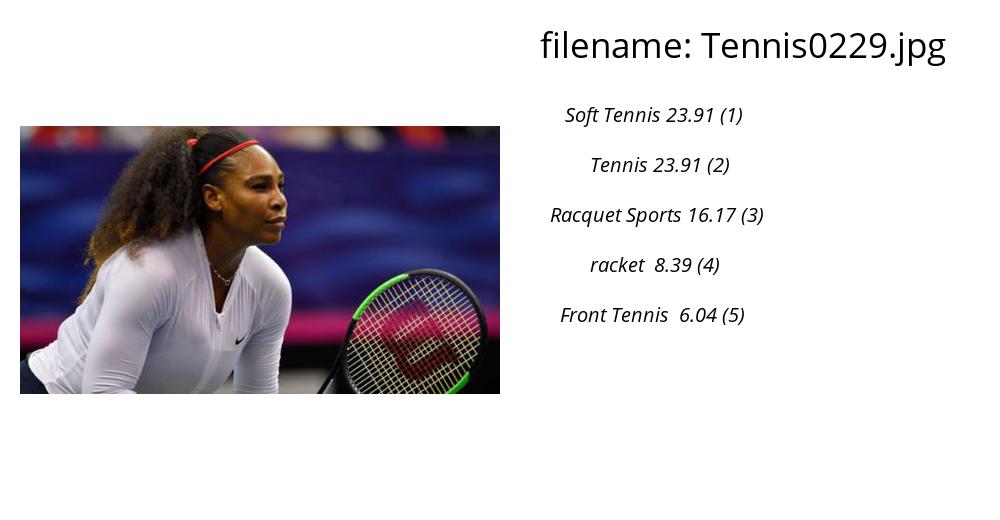 filename: Tennis0229.jpg
Soft Tennis 23.91 (1)
Tennis 23.91 (2)
Racquet Sports 16.17 (3)
racket 8.39 (4)
Front Tennis 6.04 (5)